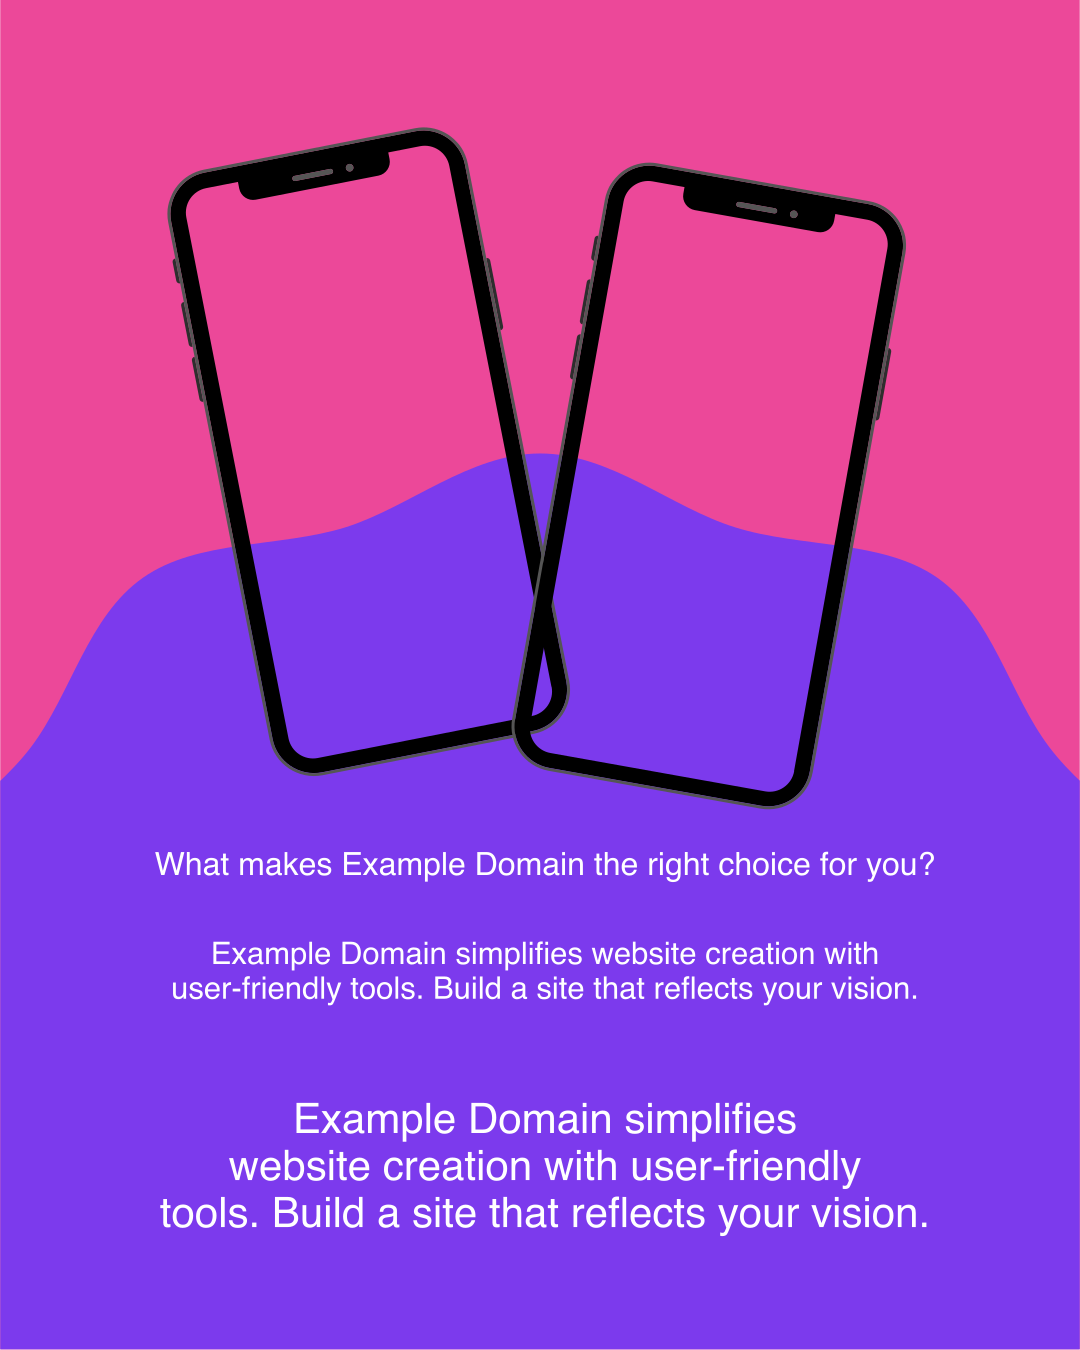 What makes Example Domain the right choice for you?
Example Domain simplifies website creation with
user-friendly tools. Build a site that reflects your vision.
Example Domain simplifies
website creation with user-friendly
tools. Build a site that reflects your vision.